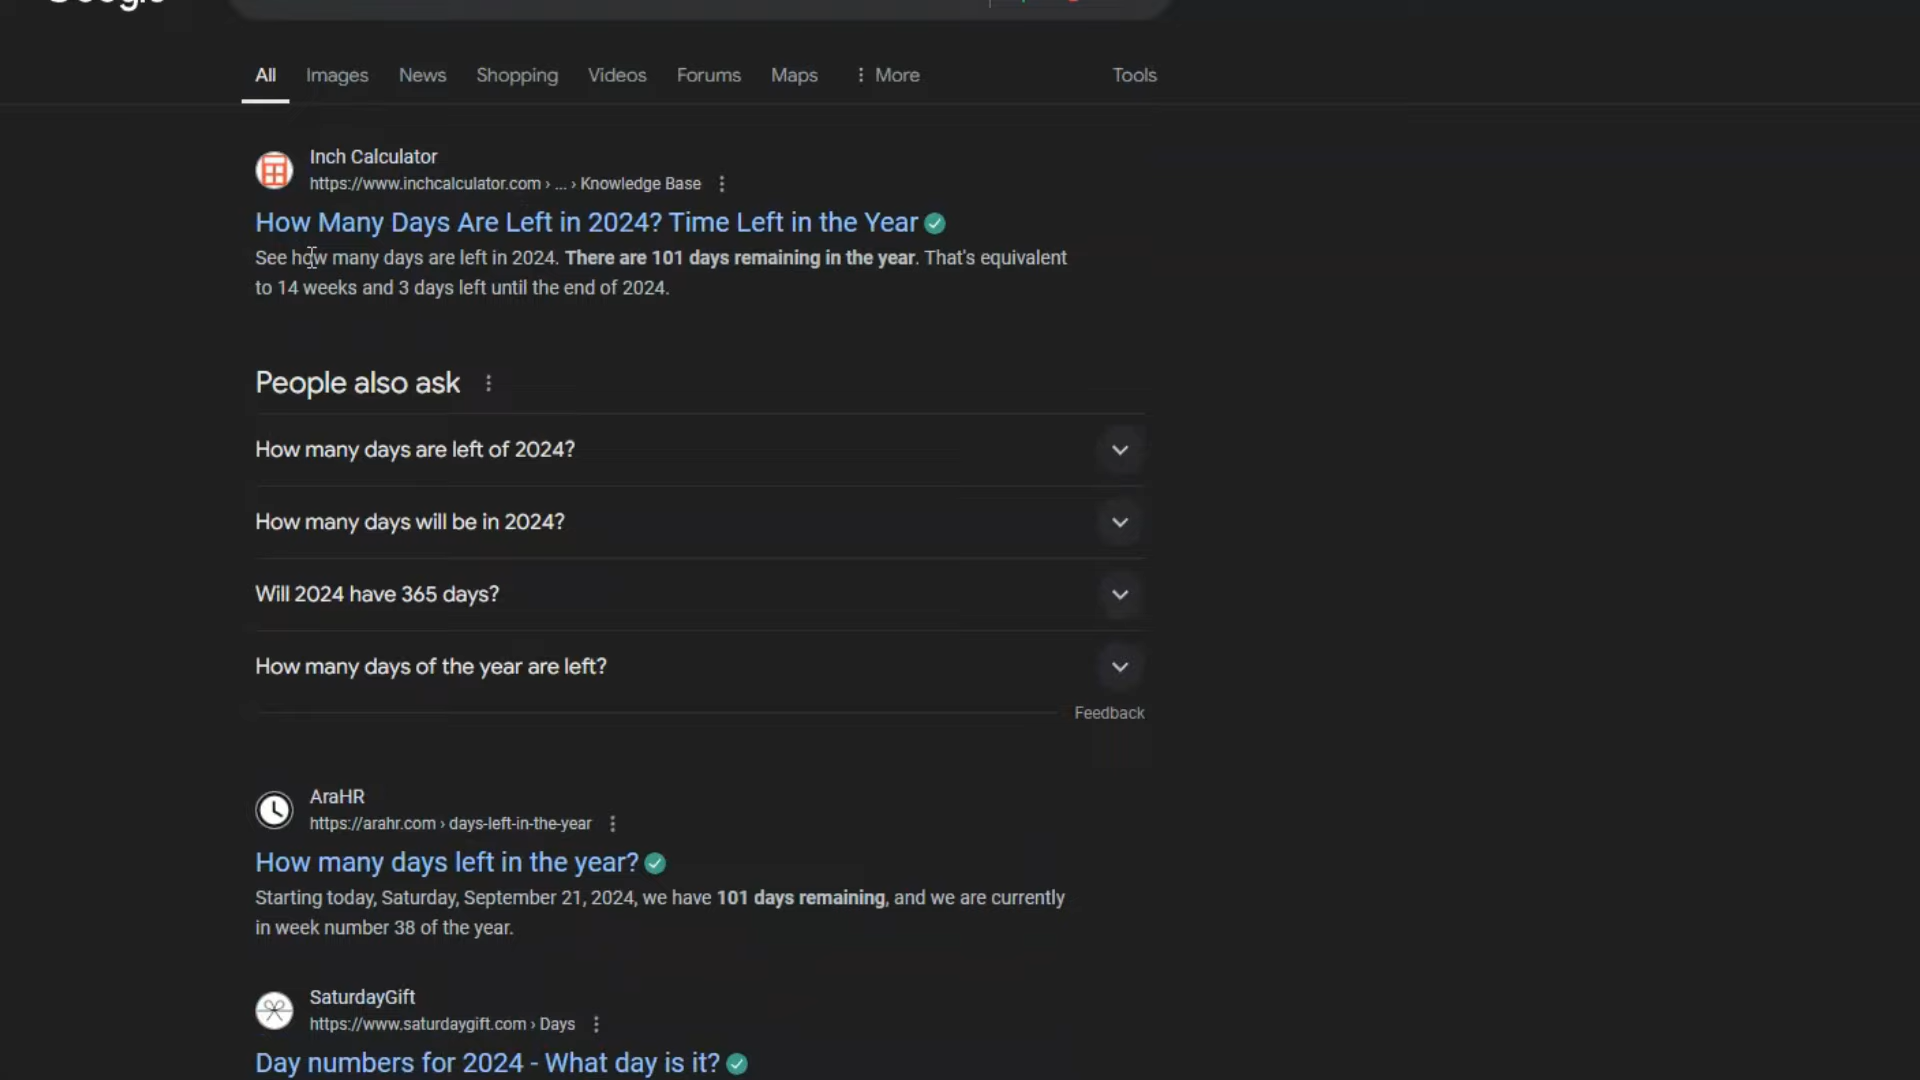 All Images News Shopping Videos Forums Maps More Tools
Inch Calculator
https://www.inchcalculator.com › ... › Knowledge Base
How Many Days Are Left in 2024? Time Left in the Year
See how many days are left in 2024. There are 101 days remaining in the year. That's equivalent
to 14 weeks and 3 days left until the end of 2024.
People also ask
How many days are left of 2024?
How many days will be in 2024?
Will 2024 have 365 days?
How many days of the year are left?
Feedback
AraHR
https://arahr.com › days-left-in-the-year
How many days left in the year?
Starting today, Saturday, September 21, 2024, we have 101 days remaining, and we are currently
in week number 38 of the year.
SaturdayGift
https://www.saturdaygift.com › Days
Day numbers for 2024 - What day is it?